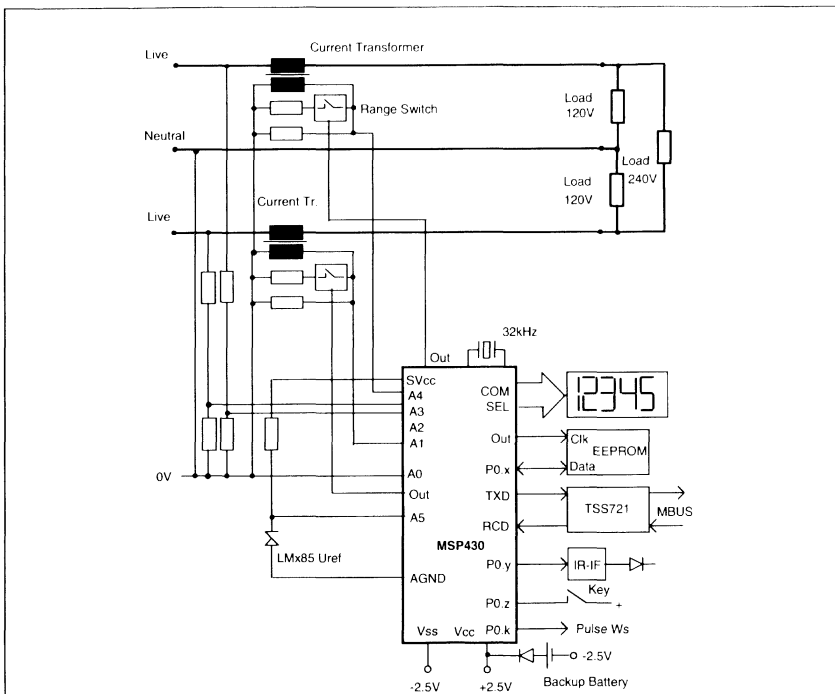 Live
Current Transformer
Range Switch
Load
120V
Neutral
Load
240V
Load
120V
Current Tr.
Live
32kHz
Out
SVcc
A4
A3
A2
A1
A0
Out
A5
AGND
0V
LMx85 Uref
COM
SEL
12345
Out
Clk
EEPROM
P0.x
Data
TXD
TSS721
MBUS
RCD
MSP430
P0.y
IR-IF
Key
P0.z
+
P0.k
Pulse Ws
Vss
Vcc
-2.5V
+2.5V
-2.5V
Backup Battery